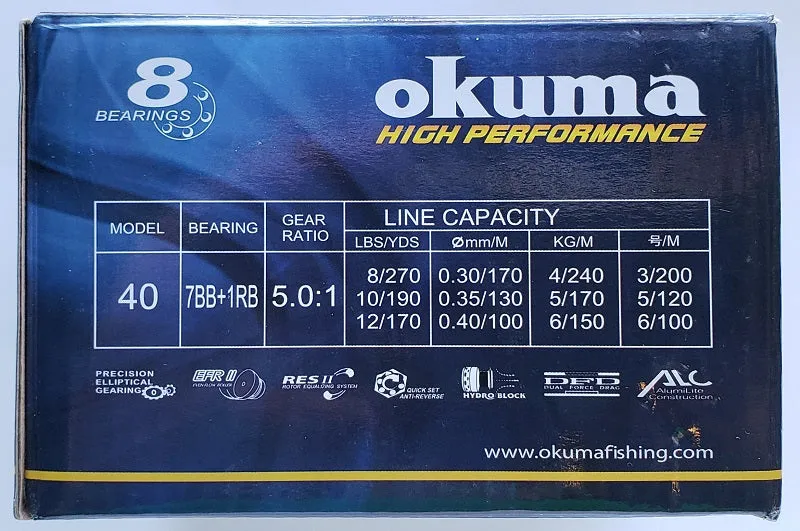 8
BEARINGS
okuma
HIGH PERFORMANCE
MODEL BEARING GEAR RATIO LINE CAPACITY
LBS/YDS Ømm/M KG/M 号/M
40 7BB+1RB 5.0:1
8/270 0.30/170 4/240 3/200
10/190 0.35/130 5/170 5/120
12/170 0.40/100 6/150 6/100
PRECISION
ELLIPTICAL
GEARING
EFR II
EVEN FLOW ROLLER
RES II
ROTOR EQUALIZING SYSTEM
QUICK SET
ANTI-REVERSE
HYDRO BLOCK
DFD
DUAL FORCE DRAG
ALC
AlumiLite
Construction
www.okumafishing.com